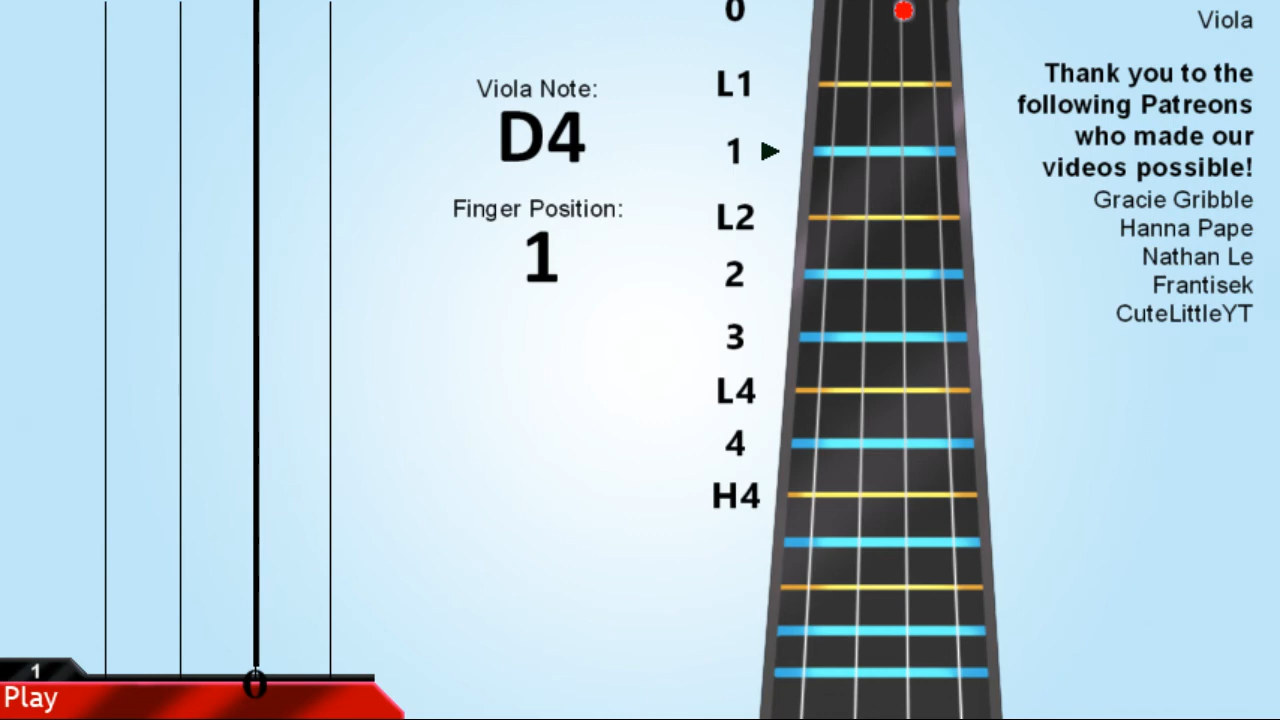 0
L1
1
L2
2
3
L4
4
H4
Viola Note:
D4
Finger Position:
1
Viola
Thank you to the
following Patreons
who made our
videos possible!
Gracie Gribble
Hanna Pape
Nathan Le
Frantisek
CuteLittleYT
1
Play
0